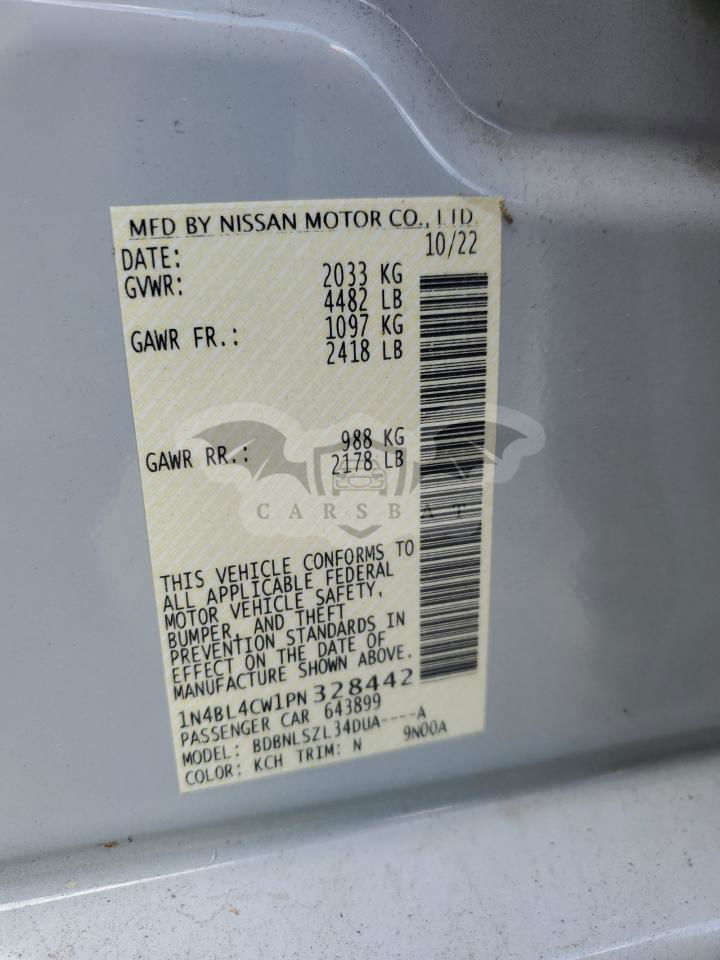 MFD BY NISSAN MOTOR CO., LTD.
DATE: 10/22
GVWR: 2033 KG
4482 LB
GAWR FR.: 1097 KG
2418 LB
GAWR RR.: 988 KG
2178 LB
CARSBAT
THIS VEHICLE CONFORMS TO
ALL APPLICABLE FEDERAL
MOTOR VEHICLE SAFETY,
BUMPER, AND THEFT
PREVENTION STANDARDS IN
EFFECT ON THE DATE OF
MANUFACTURE SHOWN ABOVE.
1N4BL4CW1PN328442
PASSENGER CAR 643899
MODEL: BDBNLSZL34DUA----A
COLOR: KCH TRIM: N 9N00A